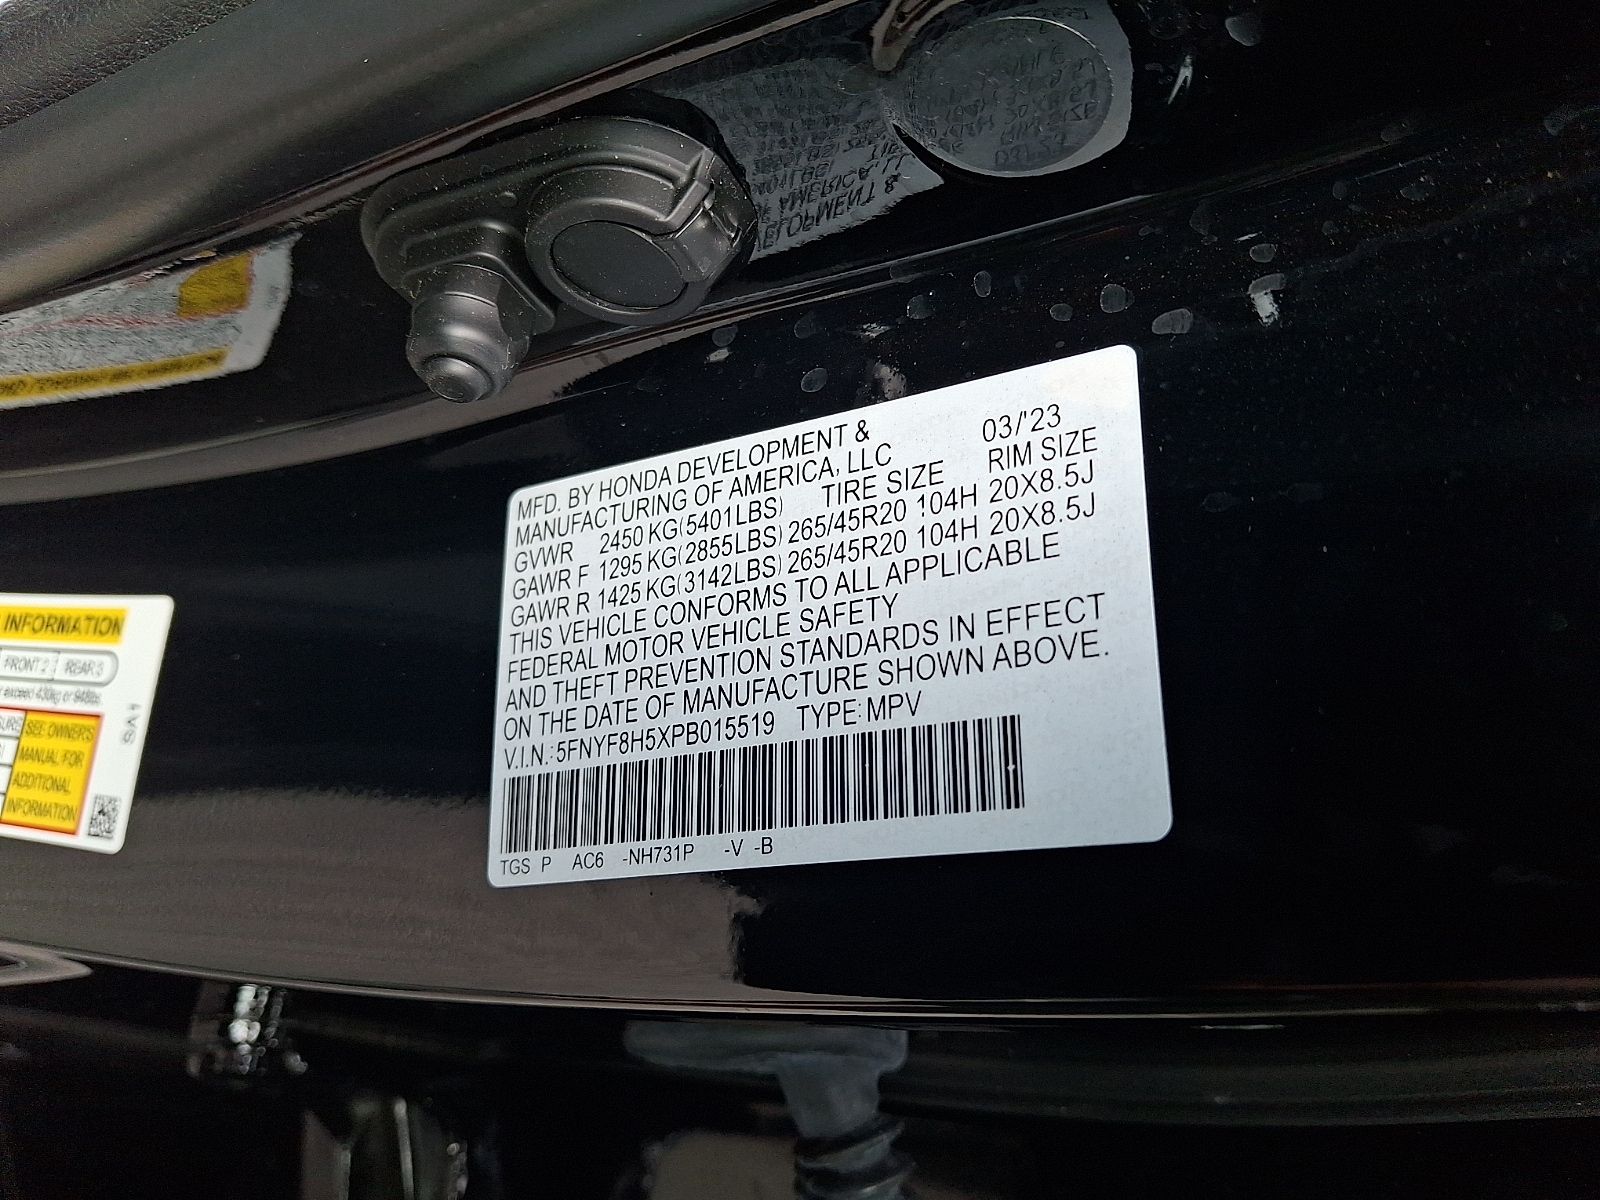 MFD. BY HONDA DEVELOPMENT & 03/'23
MANUFACTURING OF AMERICA, LLC
TIRE SIZE RIM SIZE
GVWR 2450 KG(5401LBS)
GAWR F 1295 KG(2855LBS) 265/45R20 104H 20X8.5J
GAWR R 1425 KG(3142LBS) 265/45R20 104H 20X8.5J
THIS VEHICLE CONFORMS TO ALL APPLICABLE
FEDERAL MOTOR VEHICLE SAFETY
AND THEFT PREVENTION STANDARDS IN EFFECT
ON THE DATE OF MANUFACTURE SHOWN ABOVE.
V.I.N.: 5FNYF8H5XPB015519 TYPE: MPV
TGS P AC6 -NH731P -V -B
INFORMATION
FRONT 2 REAR 3
exceed 430kg or 948lbs.
SEE OWNER'S
MANUAL FOR
ADDITIONAL
INFORMATION